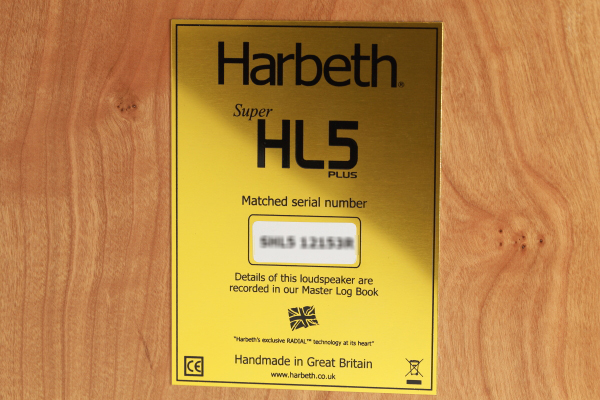 Harbeth®
Super
HL5
PLUS
Matched serial number
Details of this loudspeaker are
recorded in our Master Log Book
"Harbeth's exclusive RADIAL™ technology at its heart"
CE
Handmade in Great Britain
www.harbeth.co.uk